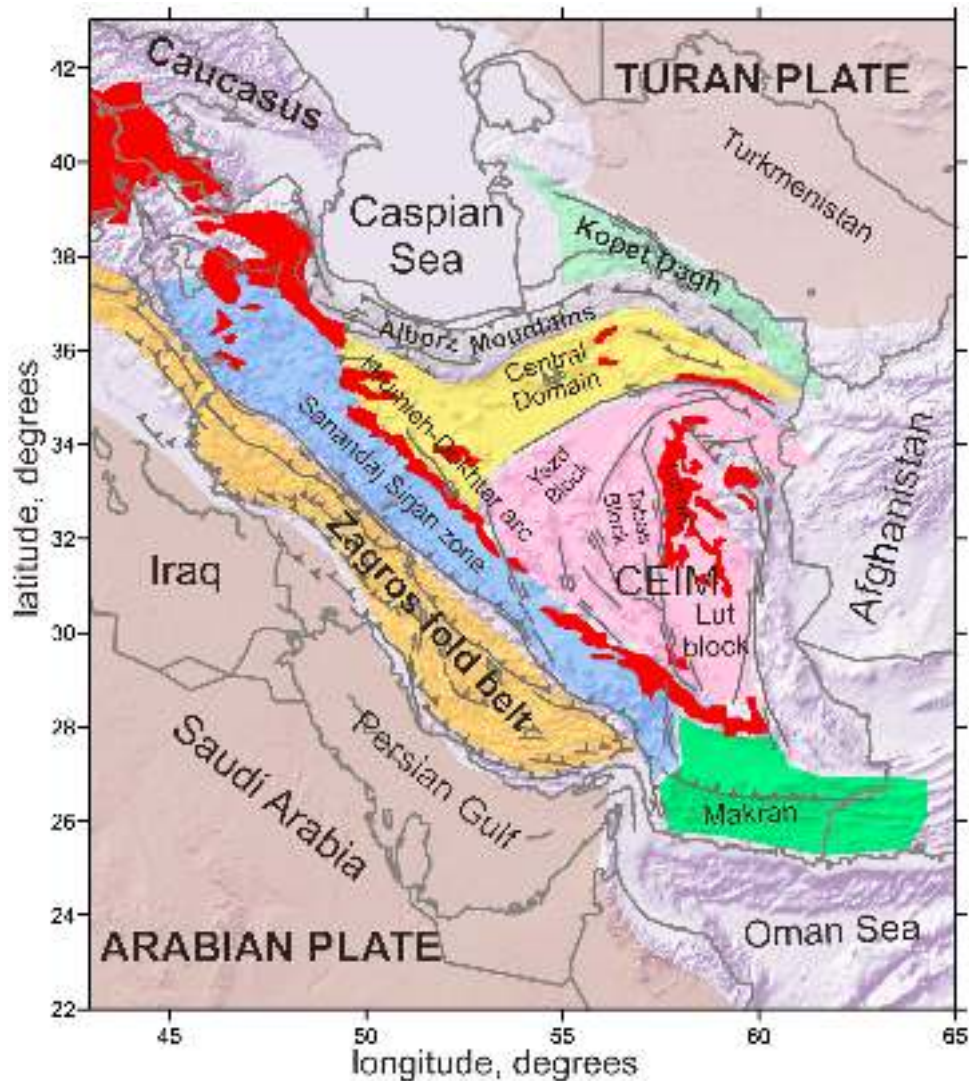 42
40
38
36
34
32
30
28
26
24
22
latitude, degrees
Caucasus
TURAN PLATE
Turkmenistan
Caspian
Sea
Kopet Dagh
Alborz Mountains
Central
Domain
Sanandaj Sirjan zone
Yazd
Block
Tabas
Block
CEIM
Lut
block
Afghanistan
Iraq
Zagros fold belt
Persian Gulf
Saudi Arabia
Makran
Oman Sea
ARABIAN PLATE
45
50
55
60
65
longitude, degrees